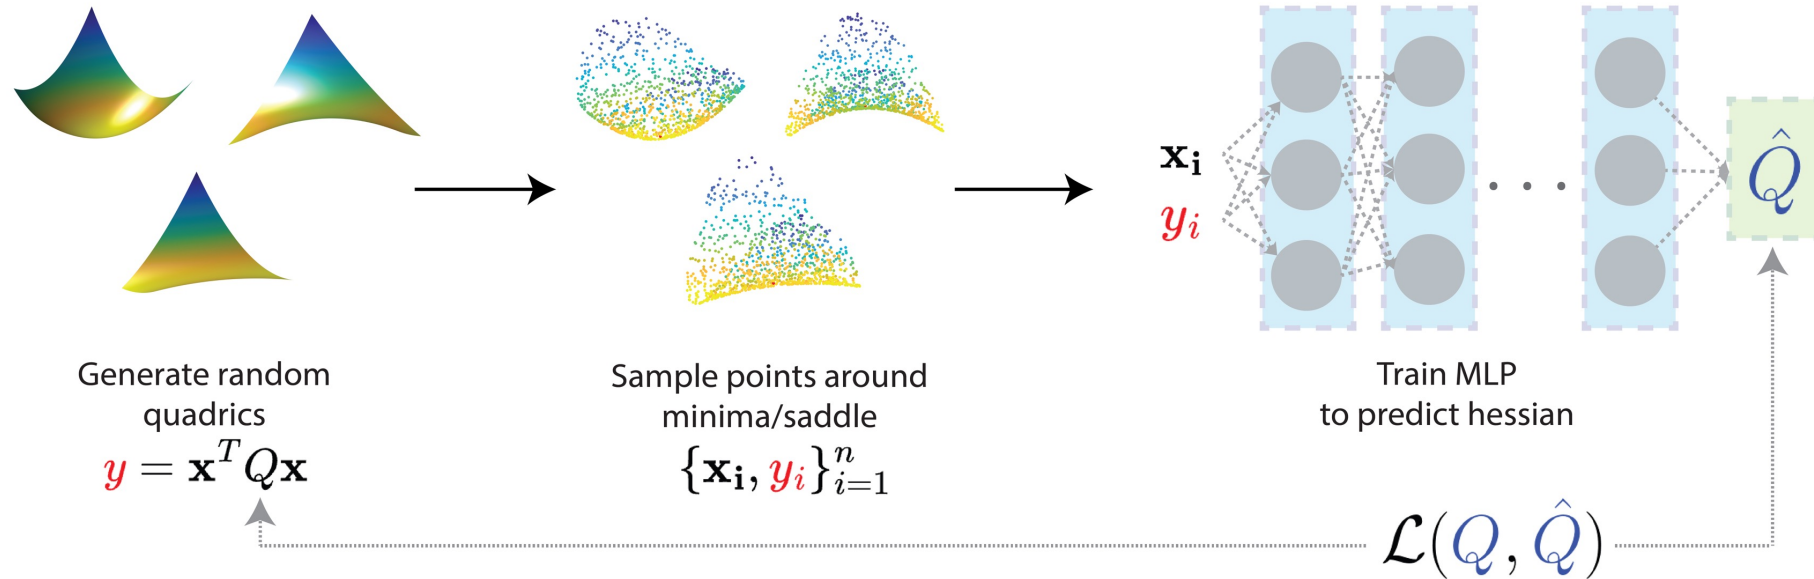 Generate random
quadrics
y = x^T Qx
Sample points around
minima/saddle
{x_i, y_i}_{i=1}^n
x_i
y_i
. . .
Q̂
Train MLP
to predict hessian
ℒ(Q, Q̂)